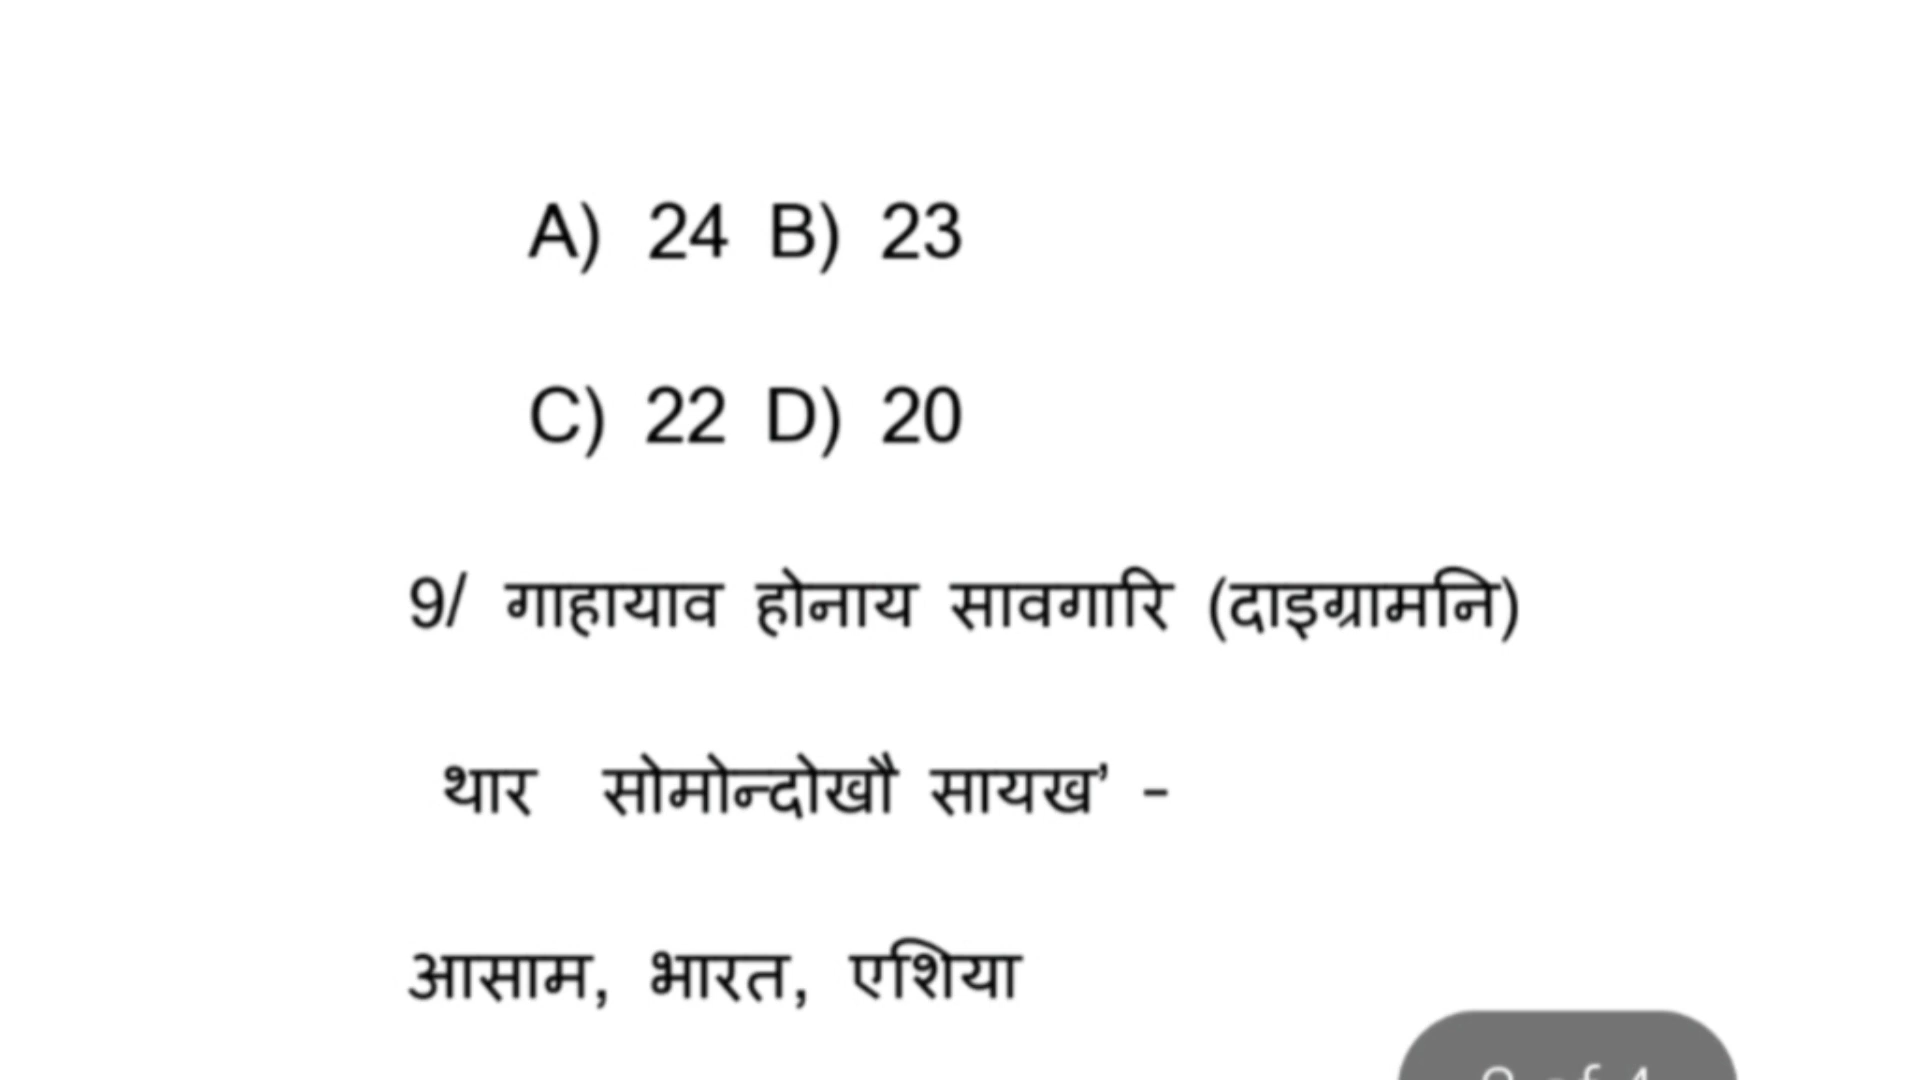 A) 24 B) 23
C) 22 D) 20
9/ गाहायाव होनाय सावगारि (दाइग्रामनि)
थार सोमोन्दोखौ सायख' -
आसाम, भारत, एशिया